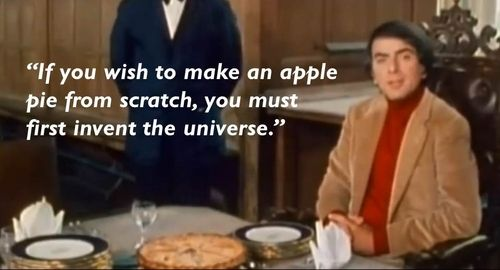 “If you wish to make an apple
pie from scratch, you must
first invent the universe.”